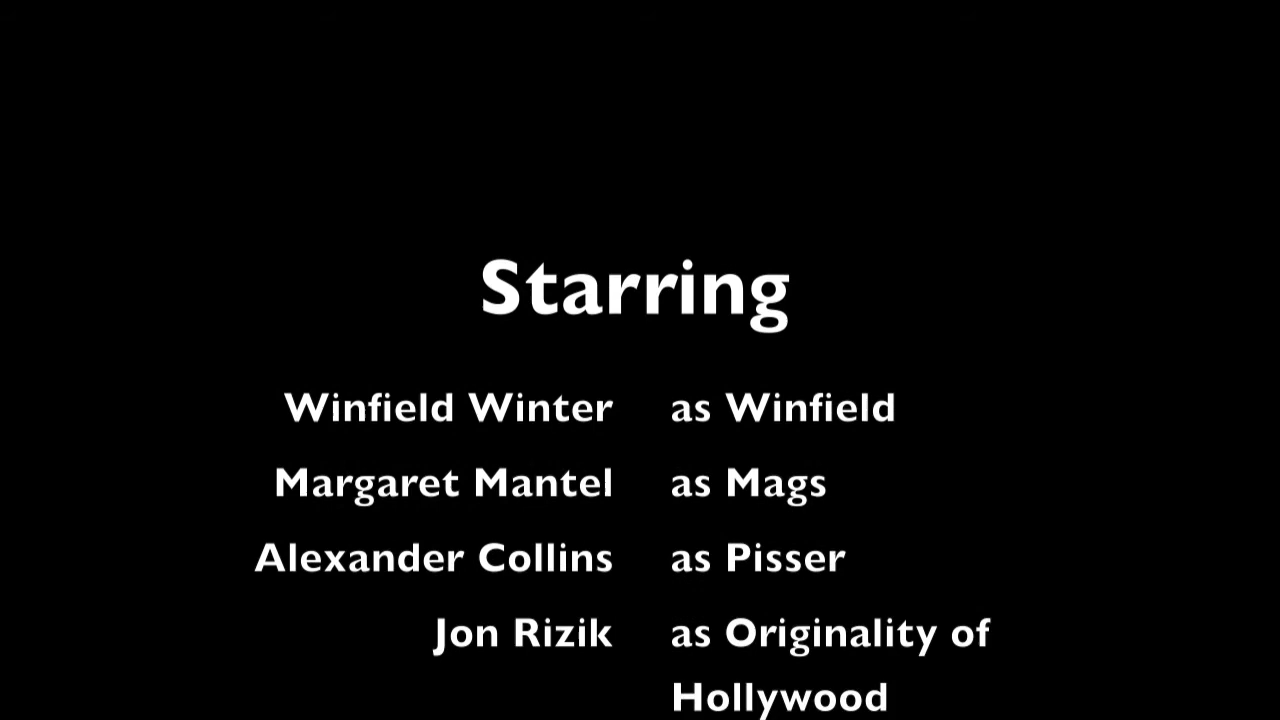 Starring
Winfield Winter as Winfield
Margaret Mantel as Mags
Alexander Collins as Pisser
Jon Rizik as Originality of
Hollywood